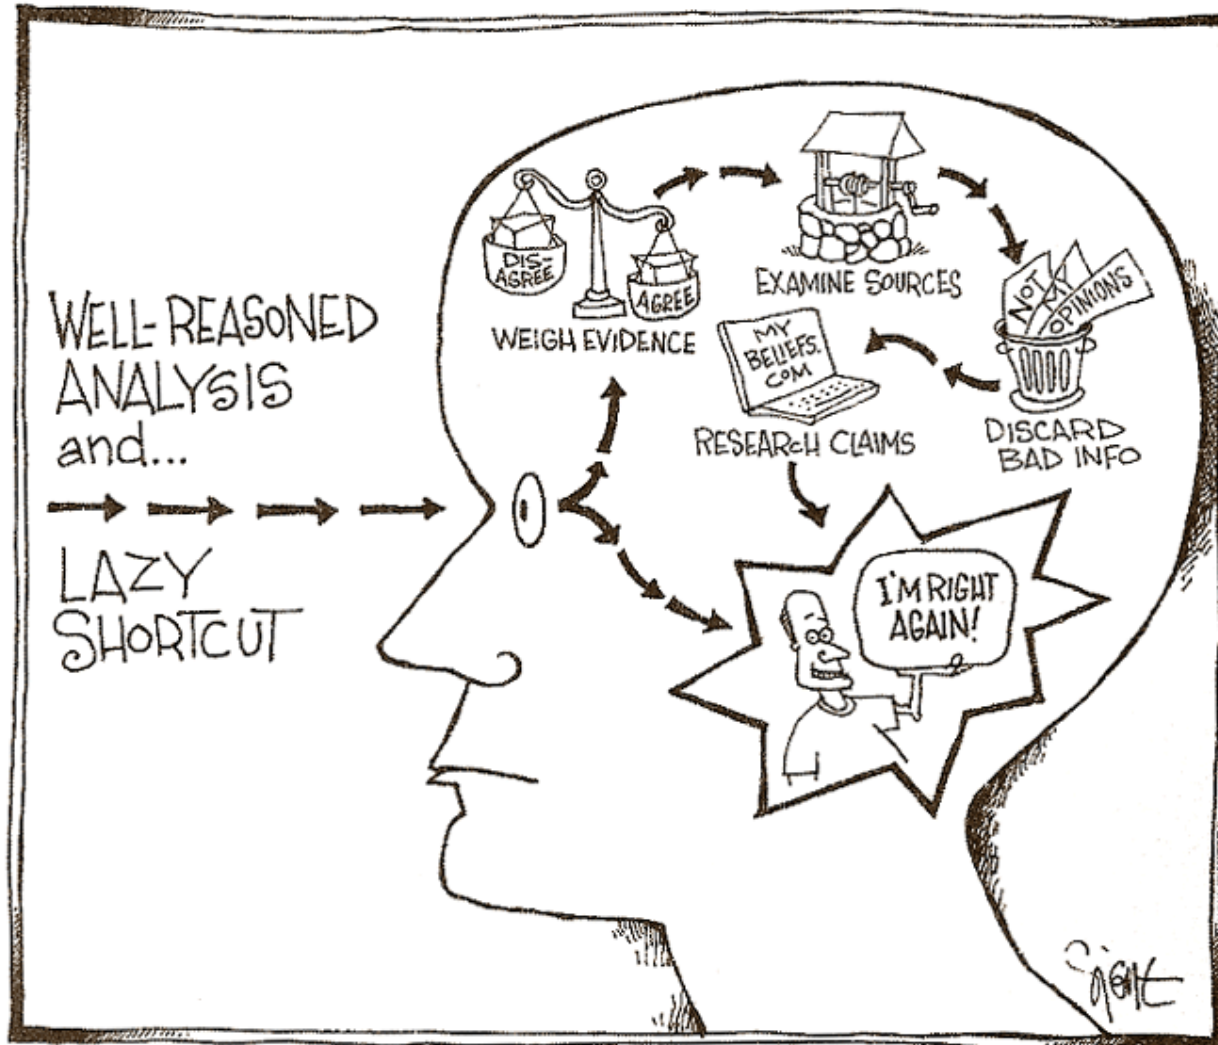 WELL-REASONED
ANALYSIS
and...
LAZY
SHORTCUT
DIS-
AGREE
AGREE
WEIGH EVIDENCE
EXAMINE SOURCES
NOT
MY
OPINIONS
DISCARD
BAD INFO
MY
BELIEFS.
COM
RESEARCH CLAIMS
I'M RIGHT
AGAIN!